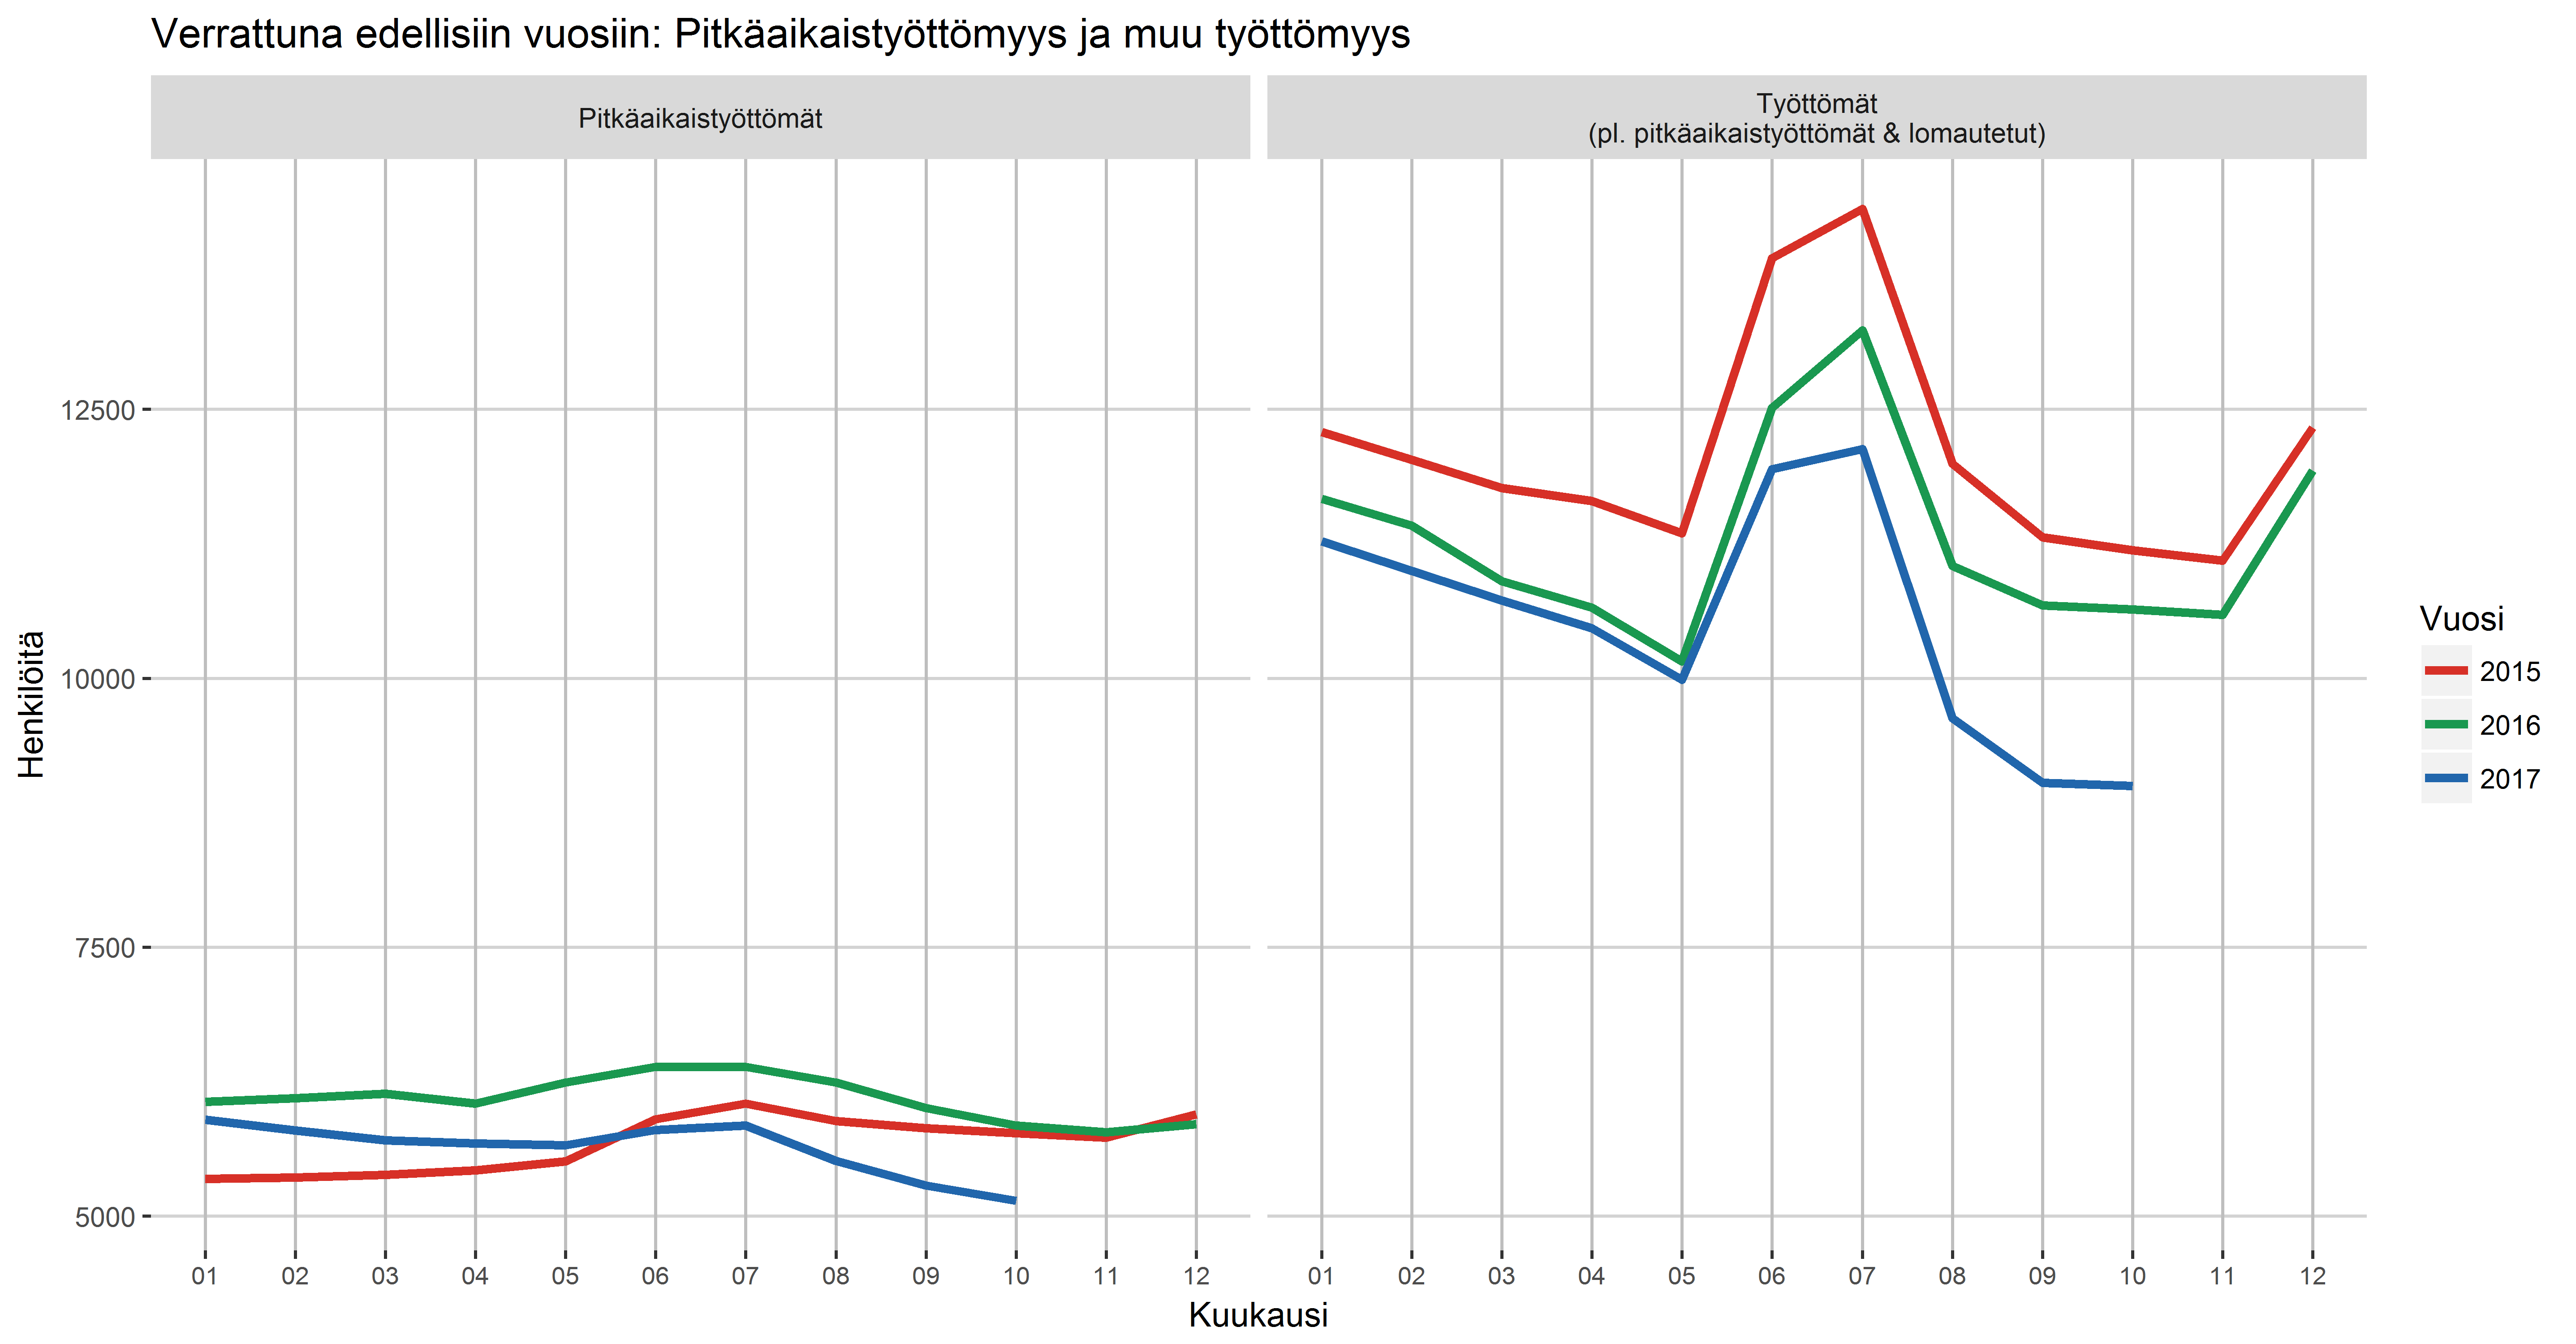 Verrattuna edellisiin vuosiin: Pitkäaikaistyöttömyys ja muu työttömyys
Pitkäaikaistyöttömät
Työttömät
(pl. pitkäaikaistyöttömät & lomautetut)
Henkilöitä
12500
10000
7500
5000
01 02 03 04 05 06 07 08 09 10 11 12
01 02 03 04 05 06 07 08 09 10 11 12
Kuukausi
Vuosi
2015
2016
2017